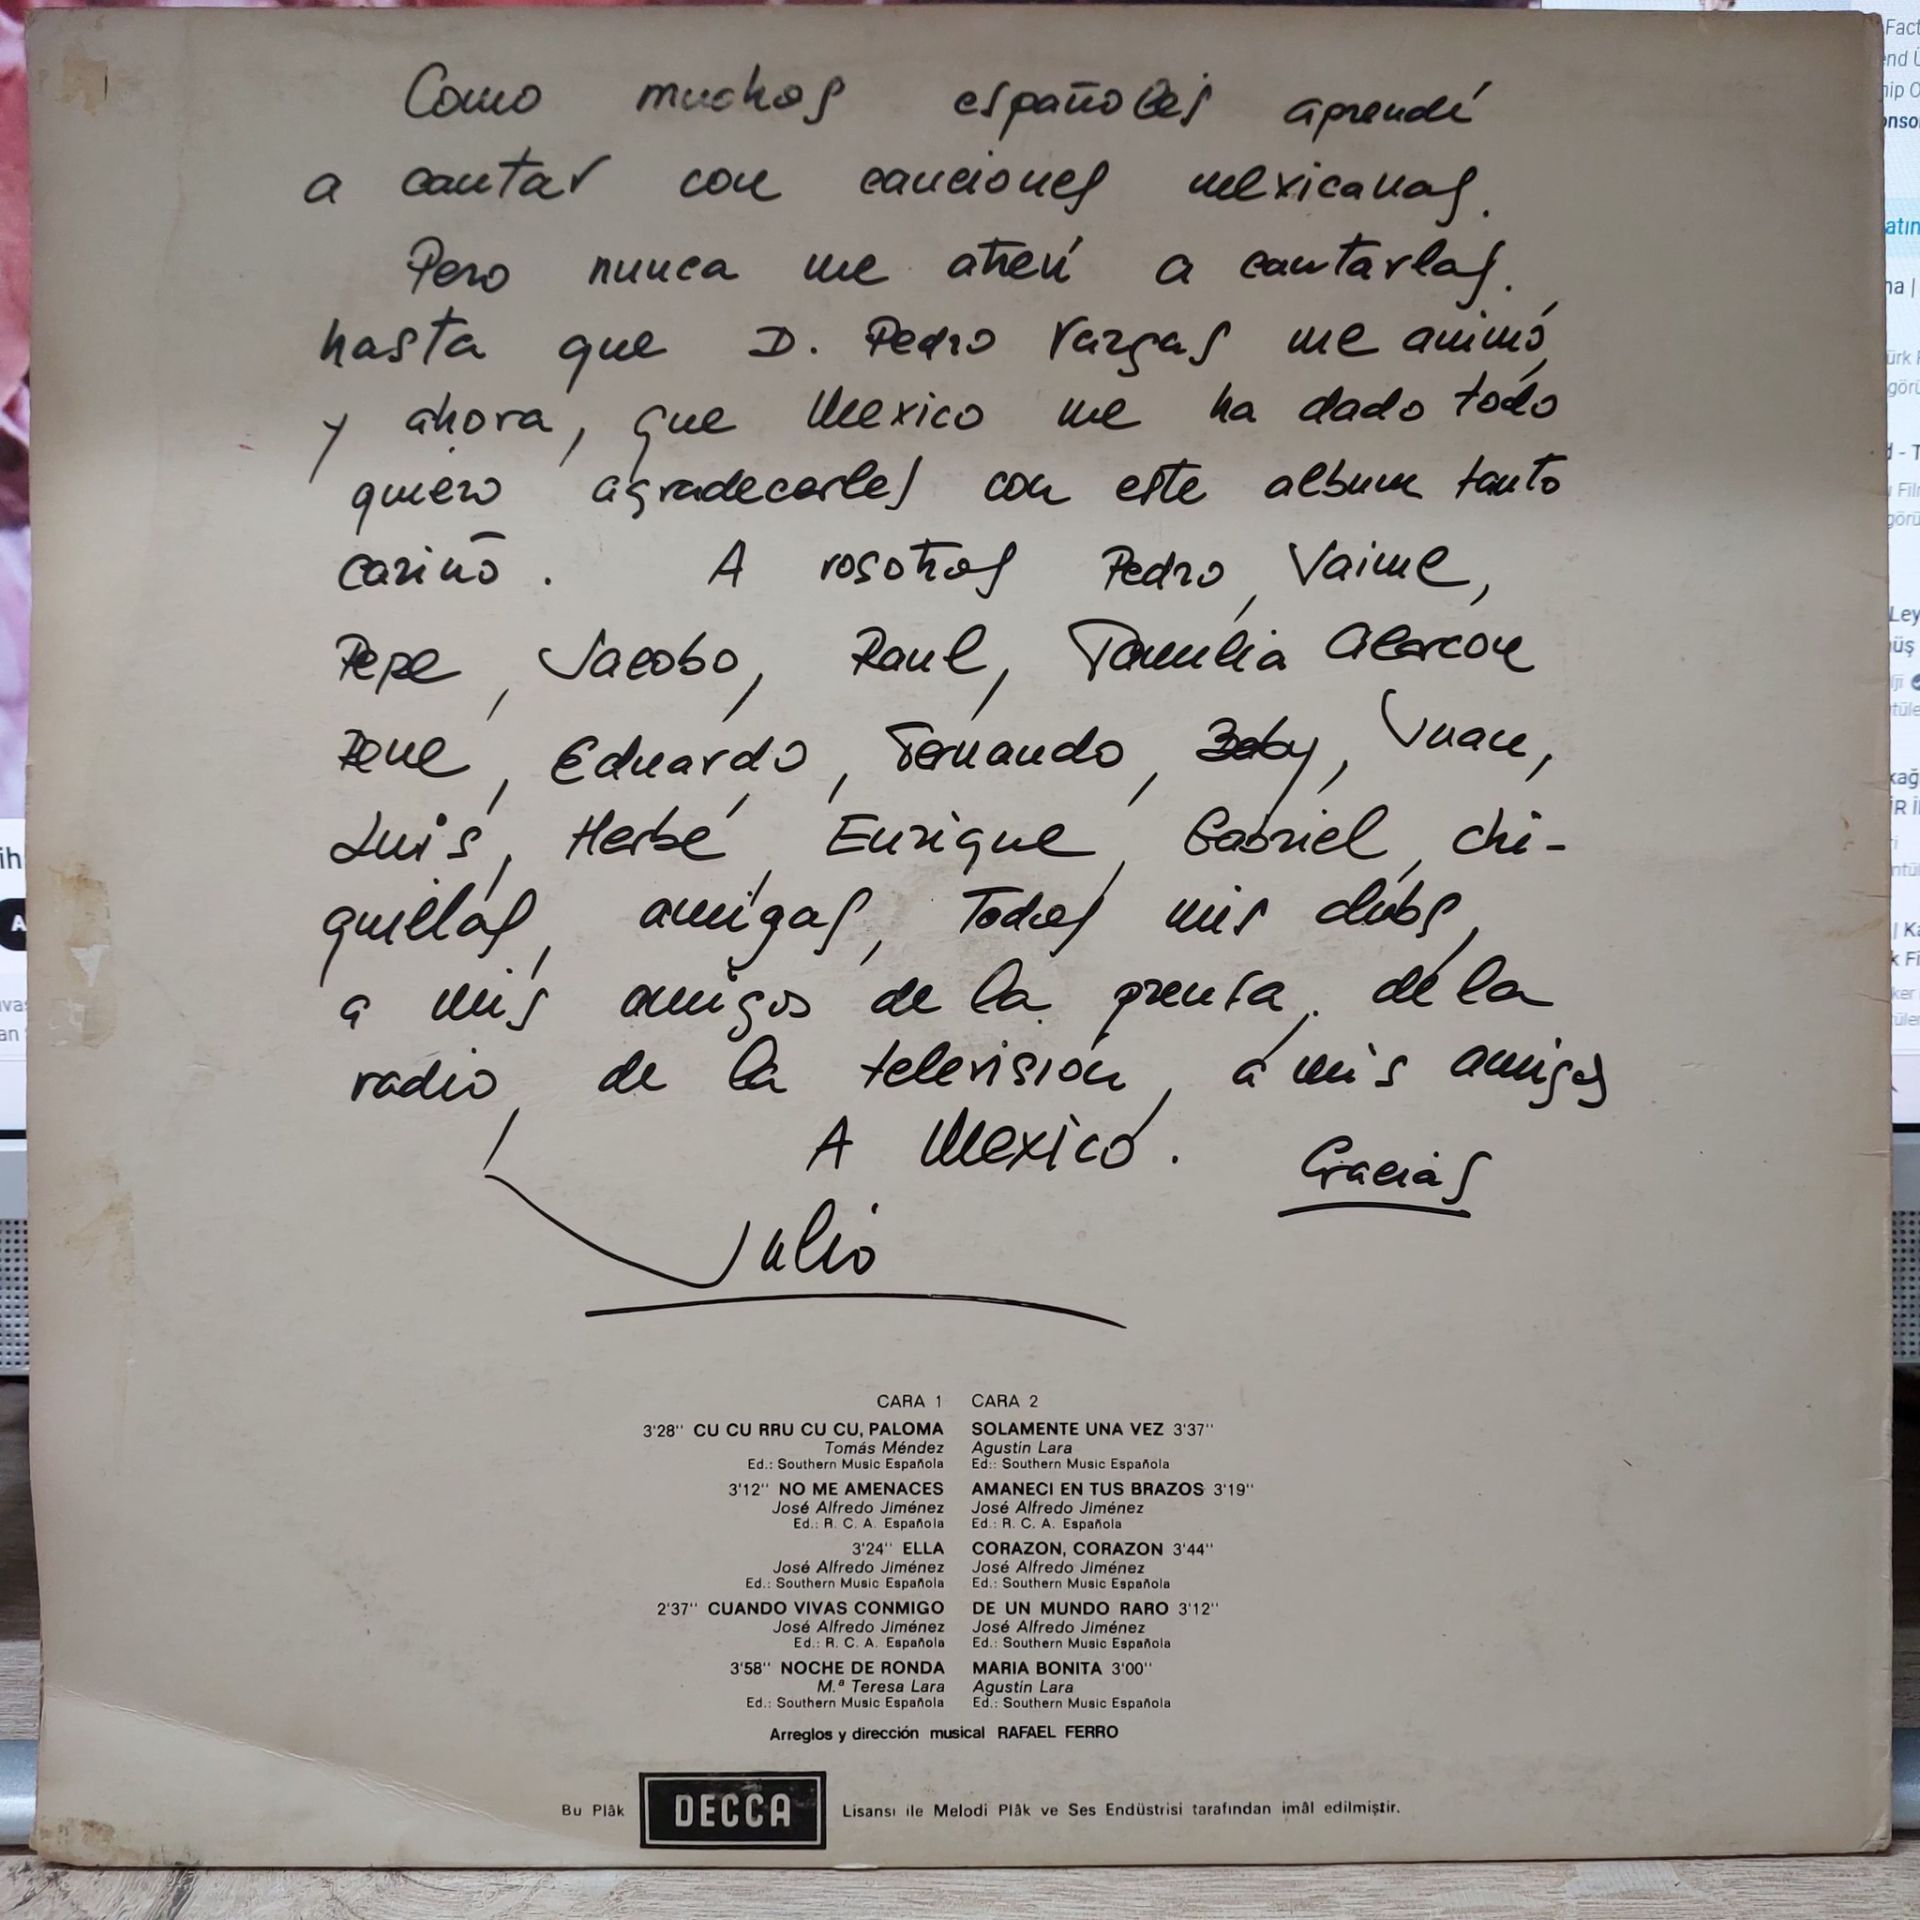 Como muchos españoles aprendí
a cantar con canciones mexicanas.
Pero nunca me atreví a cantarlas.
hasta que D. Pedro Vargas me animó,
y ahora, que Mexico me ha dado todo
quiero agradecerles con este album tanto
cariño. A vosotros Pedro, Jaime,
Pepe, Jacobo, Raul, Familia Alarcon
Rene, Eduardo, Fernando, Beby, Juan,
Luis, Herbé, Enrique, Gabriel, chi-
quillas, amigas, Todos mis clubs,
a mis amigos de la prensa, de la
radio, de la televisión, a mis amigos
A Mexico. Gracias
Julio
CARA 1
3'28'' CU CU RRU CU CU, PALOMA
Tomás Méndez
Ed.: Southern Music Española
3'12'' NO ME AMENACES
José Alfredo Jiménez
Ed.: R. C. A. Española
3'24'' ELLA
José Alfredo Jiménez
Ed.: Southern Music Española
2'37'' CUANDO VIVAS CONMIGO
José Alfredo Jiménez
Ed.: R. C. A. Española
3'58'' NOCHE DE RONDA
M.ª Teresa Lara
Ed.: Southern Music Española
CARA 2
SOLAMENTE UNA VEZ 3'37''
Agustín Lara
Ed.: Southern Music Española
AMANECI EN TUS BRAZOS 3'19''
José Alfredo Jiménez
Ed.: R. C. A. Española
CORAZON, CORAZON 3'44''
José Alfredo Jiménez
Ed.: Southern Music Española
DE UN MUNDO RARO 3'12''
José Alfredo Jiménez
Ed.: Southern Music Española
MARIA BONITA 3'00''
Agustín Lara
Ed.: Southern Music Española
Arreglos y dirección musical RAFAEL FERRO
Bu Plâk DECCA Lisansı ile Melodi Plâk ve Ses Endüstrisi tarafından imâl edilmiştir.